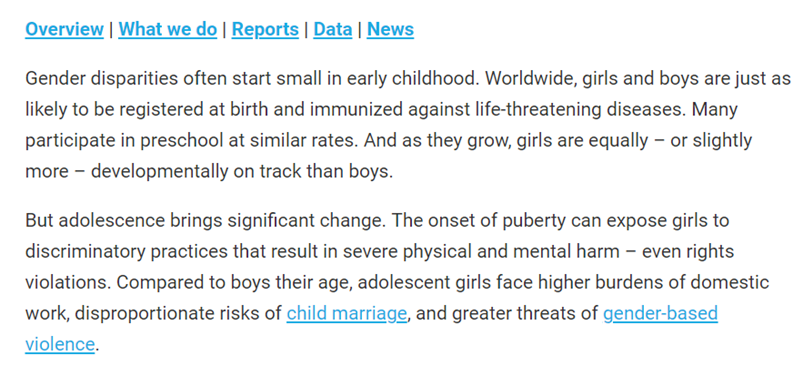 Overview | What we do | Reports | Data | News
Gender disparities often start small in early childhood. Worldwide, girls and boys are just as
likely to be registered at birth and immunized against life-threatening diseases. Many
participate in preschool at similar rates. And as they grow, girls are equally – or slightly
more – developmentally on track than boys.
But adolescence brings significant change. The onset of puberty can expose girls to
discriminatory practices that result in severe physical and mental harm – even rights
violations. Compared to boys their age, adolescent girls face higher burdens of domestic
work, disproportionate risks of child marriage, and greater threats of gender-based
violence.